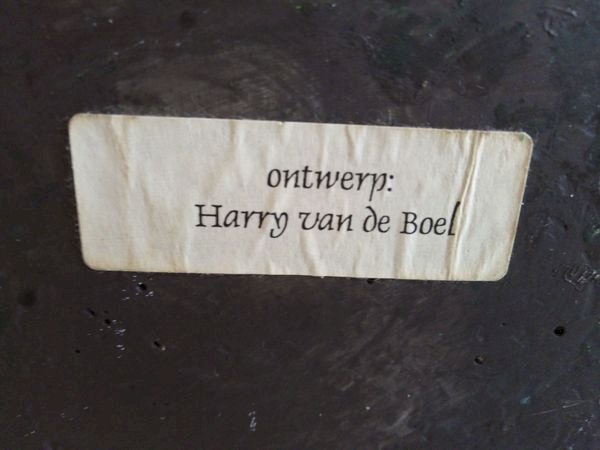 ontwerp:
Harry van de Boel